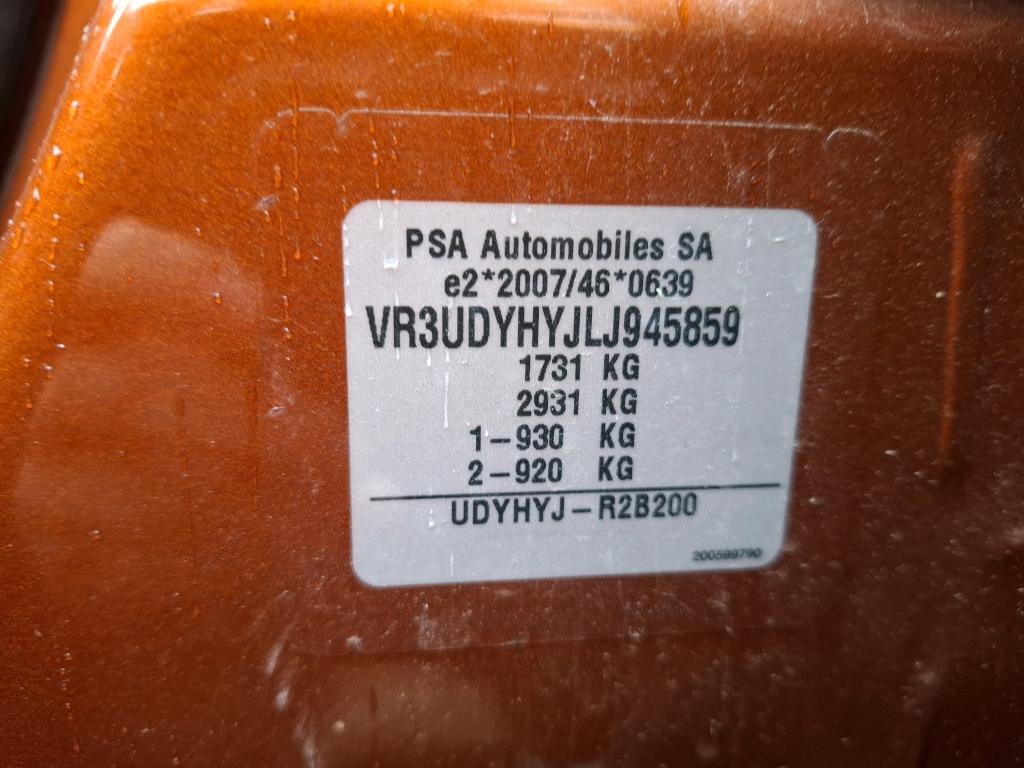 PSA Automobiles SA
e2*2007/46*0639
VR3UDYHYJLJ945859
1731 KG
2931 KG
1-930 KG
2-920 KG
UDYHYJ-R2B200
200599790